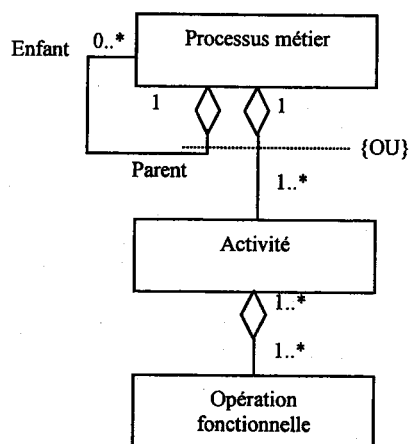 Enfant
0..*
Processus métier
1
1
{OU}
Parent
1..*
Activité
1..*
1..*
Opération
fonctionnelle